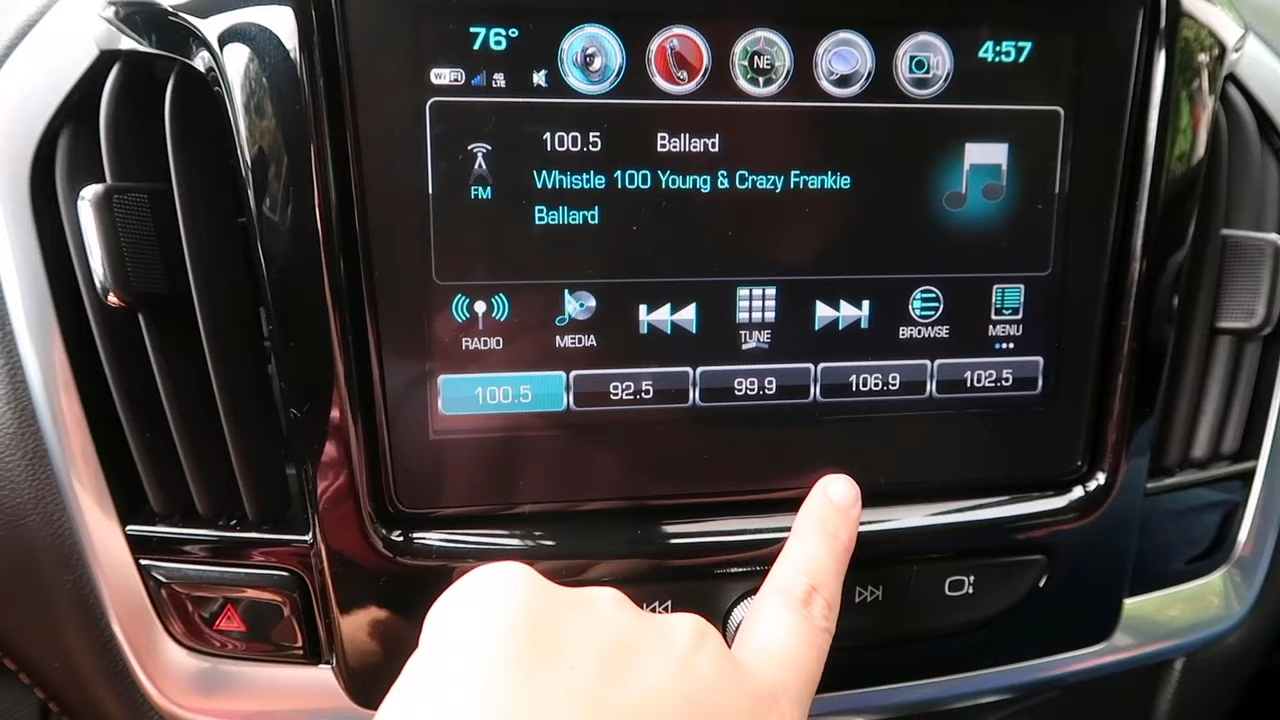 76°
4:57
WiFi
4G
LTE
NE
FM
100.5 Ballard
Whistle 100 Young & Crazy Frankie
Ballard
RADIO
MEDIA
TUNE
BROWSE
MENU
100.5
92.5
99.9
106.9
102.5